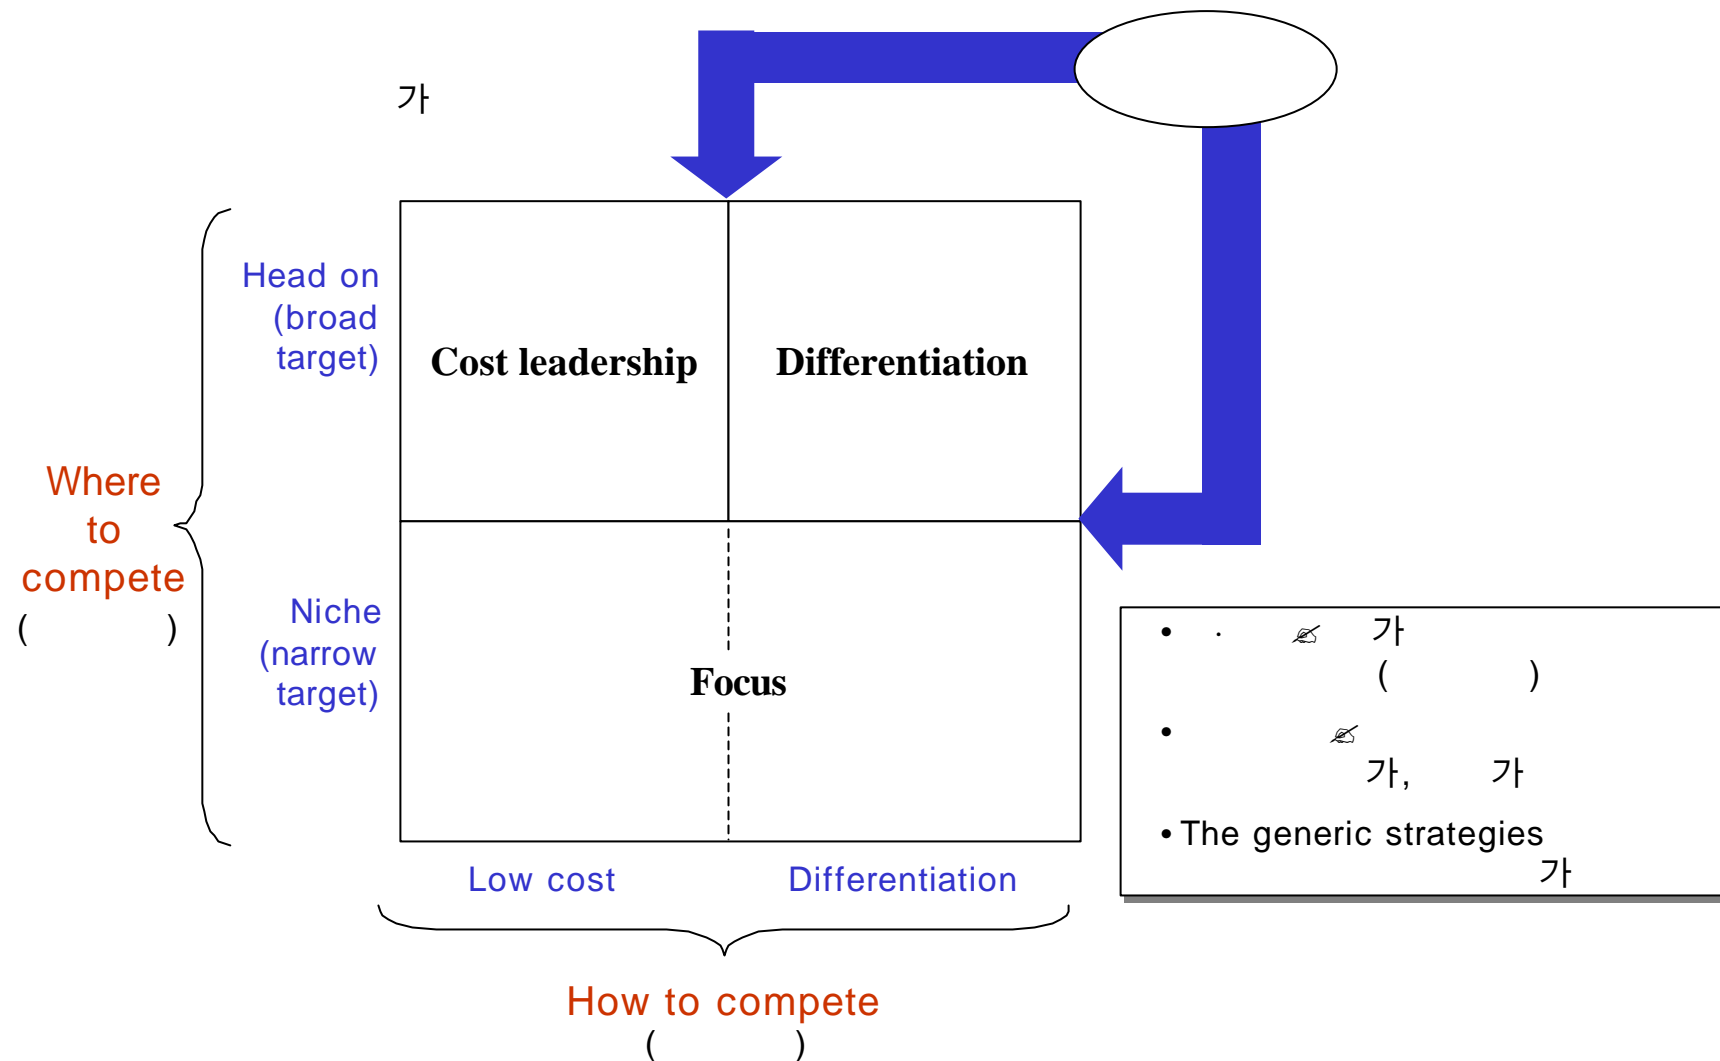 가
Head on
(broad
target)
Cost leadership
Differentiation
Where
to
compete
( )
Niche
(narrow
target)
Focus
Low cost
Differentiation
How to compete
( )
• · ✍ 가
( )
• ✍
가, 가
• The generic strategies
가